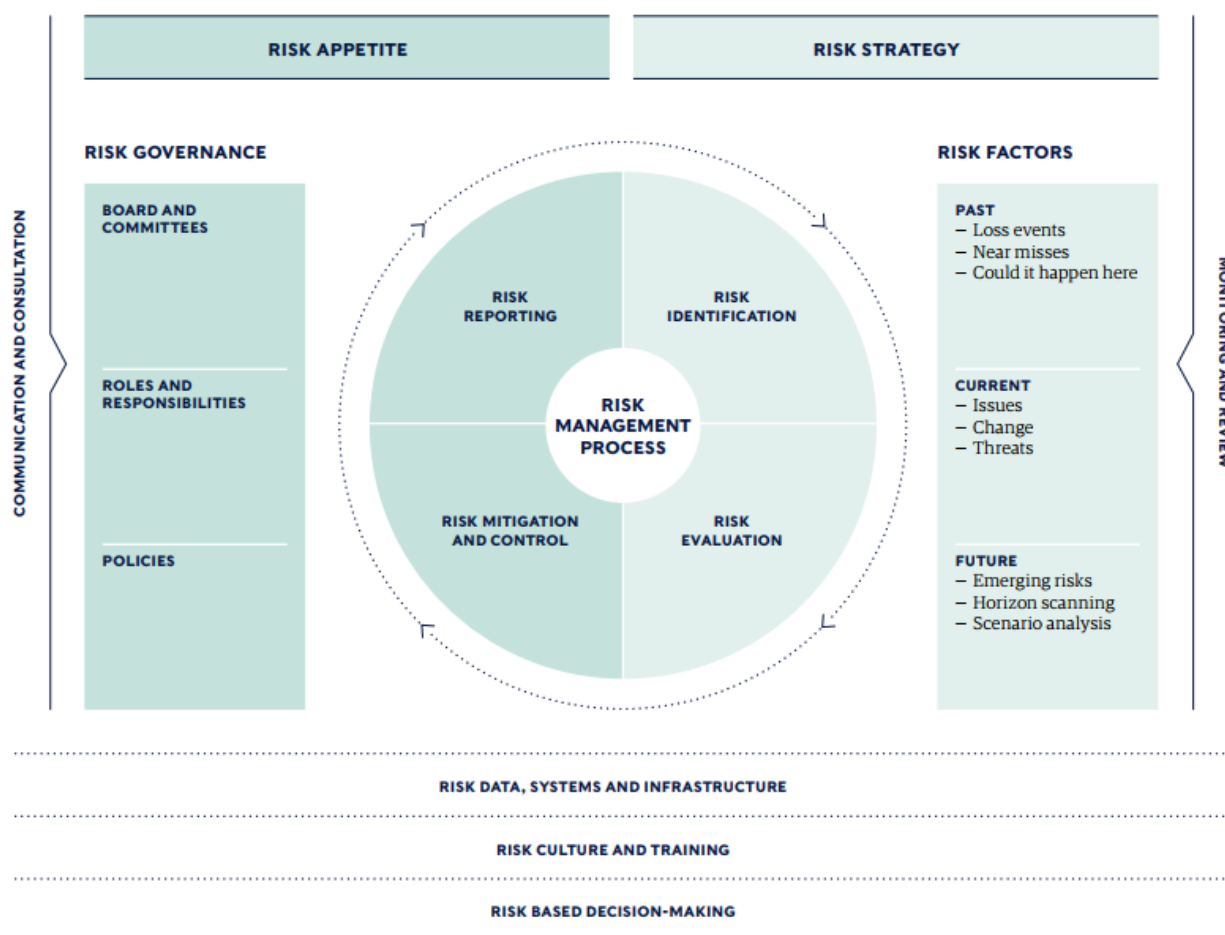 RISK APPETITE
RISK STRATEGY
COMMUNICATION AND CONSULTATION
RISK GOVERNANCE
BOARD AND
COMMITTEES
ROLES AND
RESPONSIBILITIES
POLICIES
RISK
REPORTING
RISK
IDENTIFICATION
RISK
MANAGEMENT
PROCESS
RISK MITIGATION
AND CONTROL
RISK
EVALUATION
RISK FACTORS
PAST
– Loss events
– Near misses
– Could it happen here
CURRENT
– Issues
– Change
– Threats
FUTURE
– Emerging risks
– Horizon scanning
– Scenario analysis
MONITORING AND REVIEW
RISK DATA, SYSTEMS AND INFRASTRUCTURE
RISK CULTURE AND TRAINING
RISK BASED DECISION-MAKING